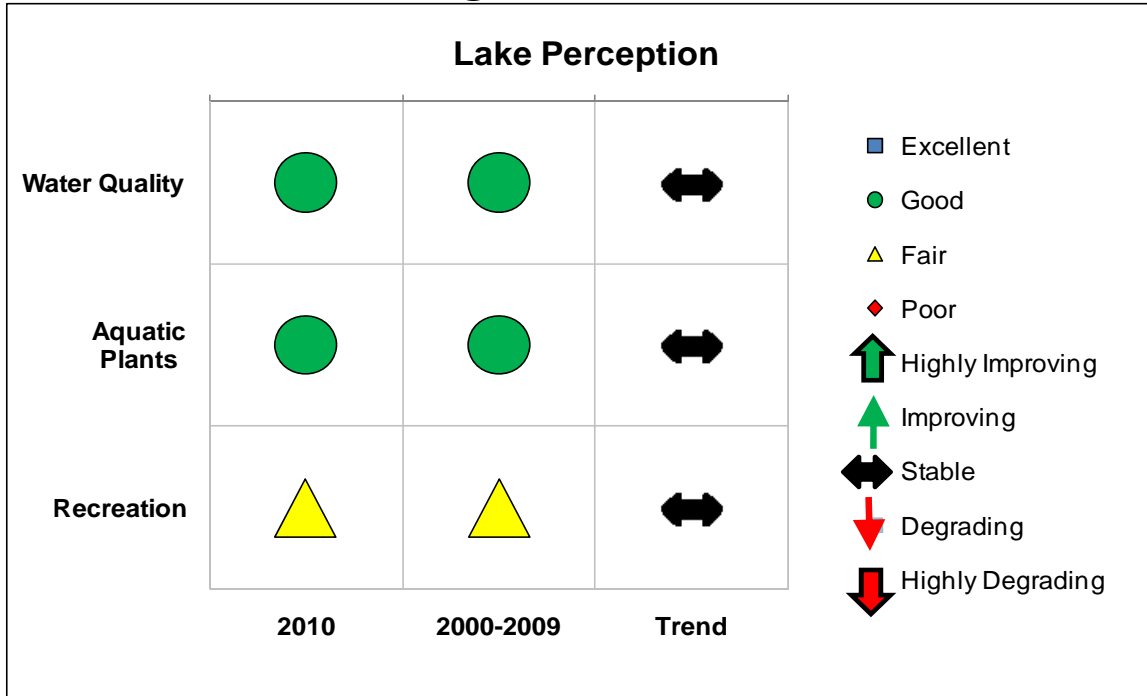 Lake Perception
Water Quality
Aquatic
Plants
Recreation
2010
2000-2009
Trend
Excellent
Good
Fair
Poor
Highly Improving
Improving
Stable
Degrading
Highly Degrading